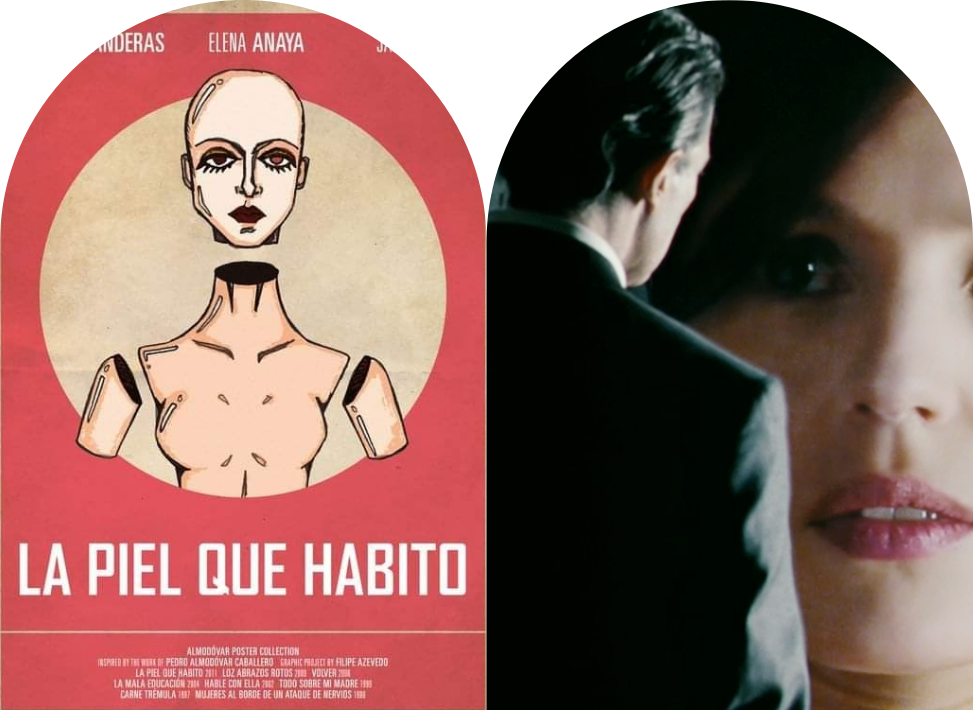 ANDERAS ELENA ANAYA JA
LA PIEL QUE HABITO
ALMODÓVAR POSTER COLLECTION
INSPIRED BY THE WORK OF PEDRO ALMODÓVAR CABALLERO GRAPHIC PROJECT BY FILIPE AZEVEDO
LA PIEL QUE HABITO 2011 LOZ ABRAZOS ROTOS 2009 VOLVER 2006
LA MALA EDUCACIÓN 2004 HABLE CON ELLA 2002 TODO SOBRE MI MADRE 1999
CARNE TRÉMULA 1997 MUJERES AL BORDE DE UN ATAQUE DE NERVIOS 1988